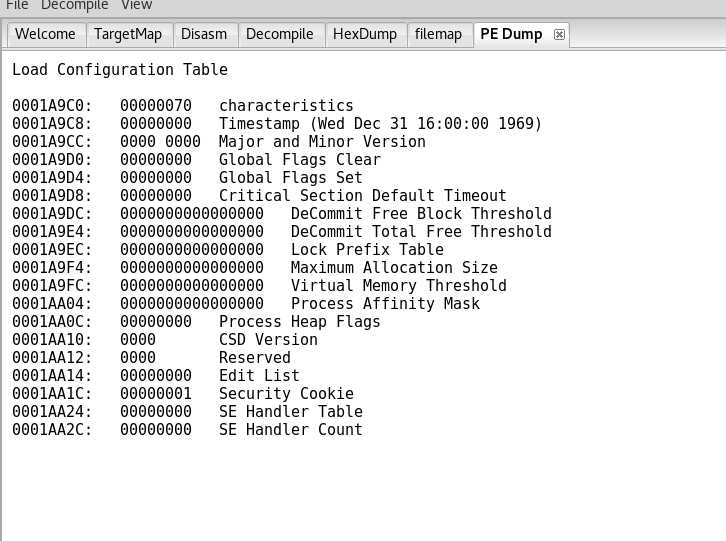 File Decompile View
Welcome TargetMap Disasm Decompile HexDump filemap PE Dump
Load Configuration Table
0001A9C0: 00000070 characteristics
0001A9C8: 00000000 Timestamp (Wed Dec 31 16:00:00 1969)
0001A9CC: 0000 0000 Major and Minor Version
0001A9D0: 00000000 Global Flags Clear
0001A9D4: 00000000 Global Flags Set
0001A9D8: 00000000 Critical Section Default Timeout
0001A9DC: 0000000000000000 DeCommit Free Block Threshold
0001A9E4: 0000000000000000 DeCommit Total Free Threshold
0001A9EC: 0000000000000000 Lock Prefix Table
0001A9F4: 0000000000000000 Maximum Allocation Size
0001A9FC: 0000000000000000 Virtual Memory Threshold
0001AA04: 0000000000000000 Process Affinity Mask
0001AA0C: 00000000 Process Heap Flags
0001AA10: 0000 CSD Version
0001AA12: 0000 Reserved
0001AA14: 00000000 Edit List
0001AA1C: 00000001 Security Cookie
0001AA24: 00000000 SE Handler Table
0001AA2C: 00000000 SE Handler Count